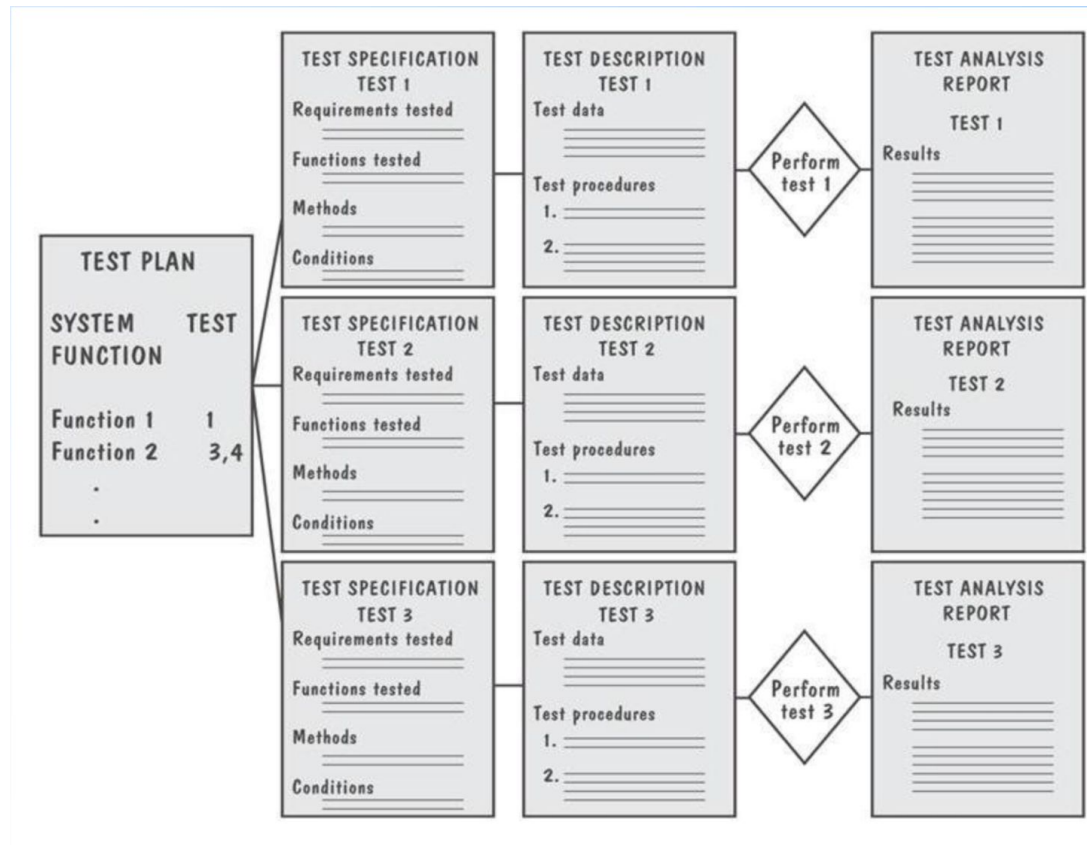 TEST PLAN
SYSTEM TEST
FUNCTION
Function 1 1
Function 2 3,4
.
.
TEST SPECIFICATION
TEST 1
Requirements tested
Functions tested
Methods
Conditions
TEST DESCRIPTION
TEST 1
Test data
Test procedures
1.
2.
Perform
test 1
TEST ANALYSIS
REPORT
TEST 1
Results
TEST SPECIFICATION
TEST 2
Requirements tested
Functions tested
Methods
Conditions
TEST DESCRIPTION
TEST 2
Test data
Test procedures
1.
2.
Perform
test 2
TEST ANALYSIS
REPORT
TEST 2
Results
TEST SPECIFICATION
TEST 3
Requirements tested
Functions tested
Methods
Conditions
TEST DESCRIPTION
TEST 3
Test data
Test procedures
1.
2.
Perform
test 3
TEST ANALYSIS
REPORT
TEST 3
Results